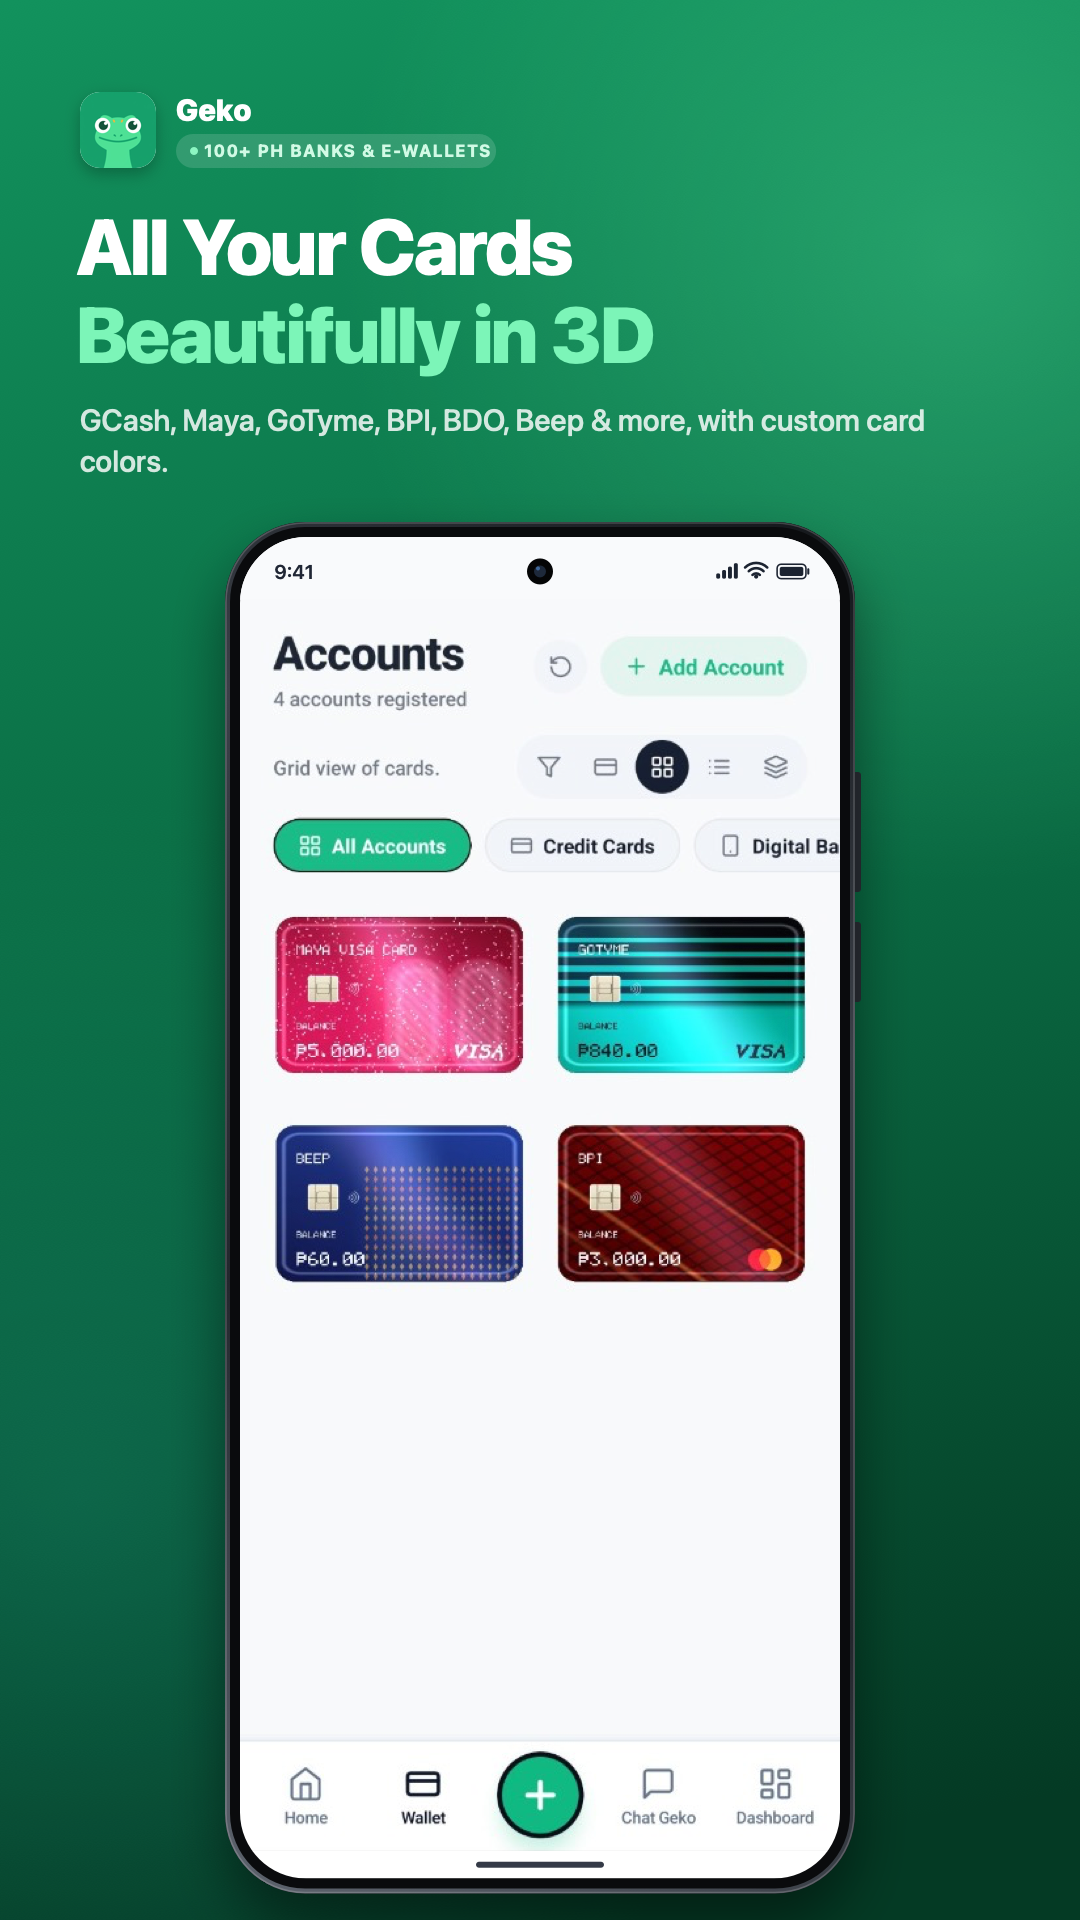 Geko
100+ PH BANKS & E-WALLETS
All Your Cards
Beautifully in 3D
GCash, Maya, GoTyme, BPI, BDO, Beep & more, with custom card
colors.
9:41
Accounts
4 accounts registered
Add Account
Grid view of cards.
All Accounts
Credit Cards
Digital Ba
MAYA VISA CARD
BALANCE
₱5,000.00
VISA
GOTYME
BALANCE
₱840.00
VISA
BEEP
BALANCE
₱60.00
BPI
BALANCE
₱3,000.00
Home
Wallet
Chat Geko
Dashboard